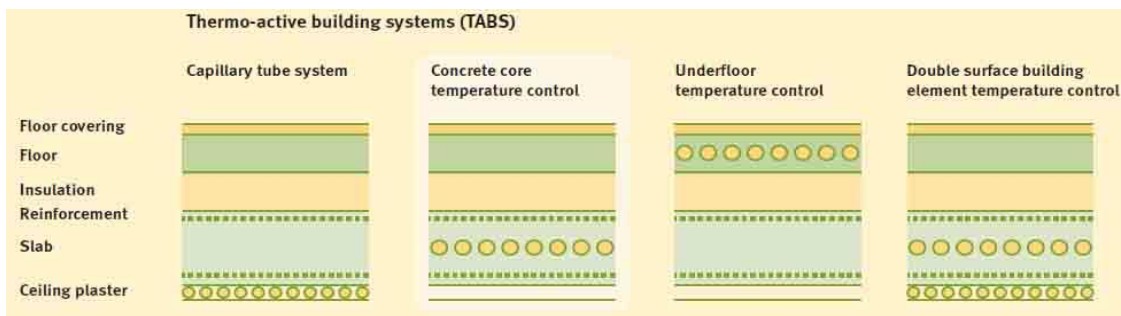 Thermo-active building systems (TABS)
Capillary tube system
Concrete core
temperature control
Underfloor
temperature control
Double surface building
element temperature control
Floor covering
Floor
Insulation
Reinforcement
Slab
Ceiling plaster